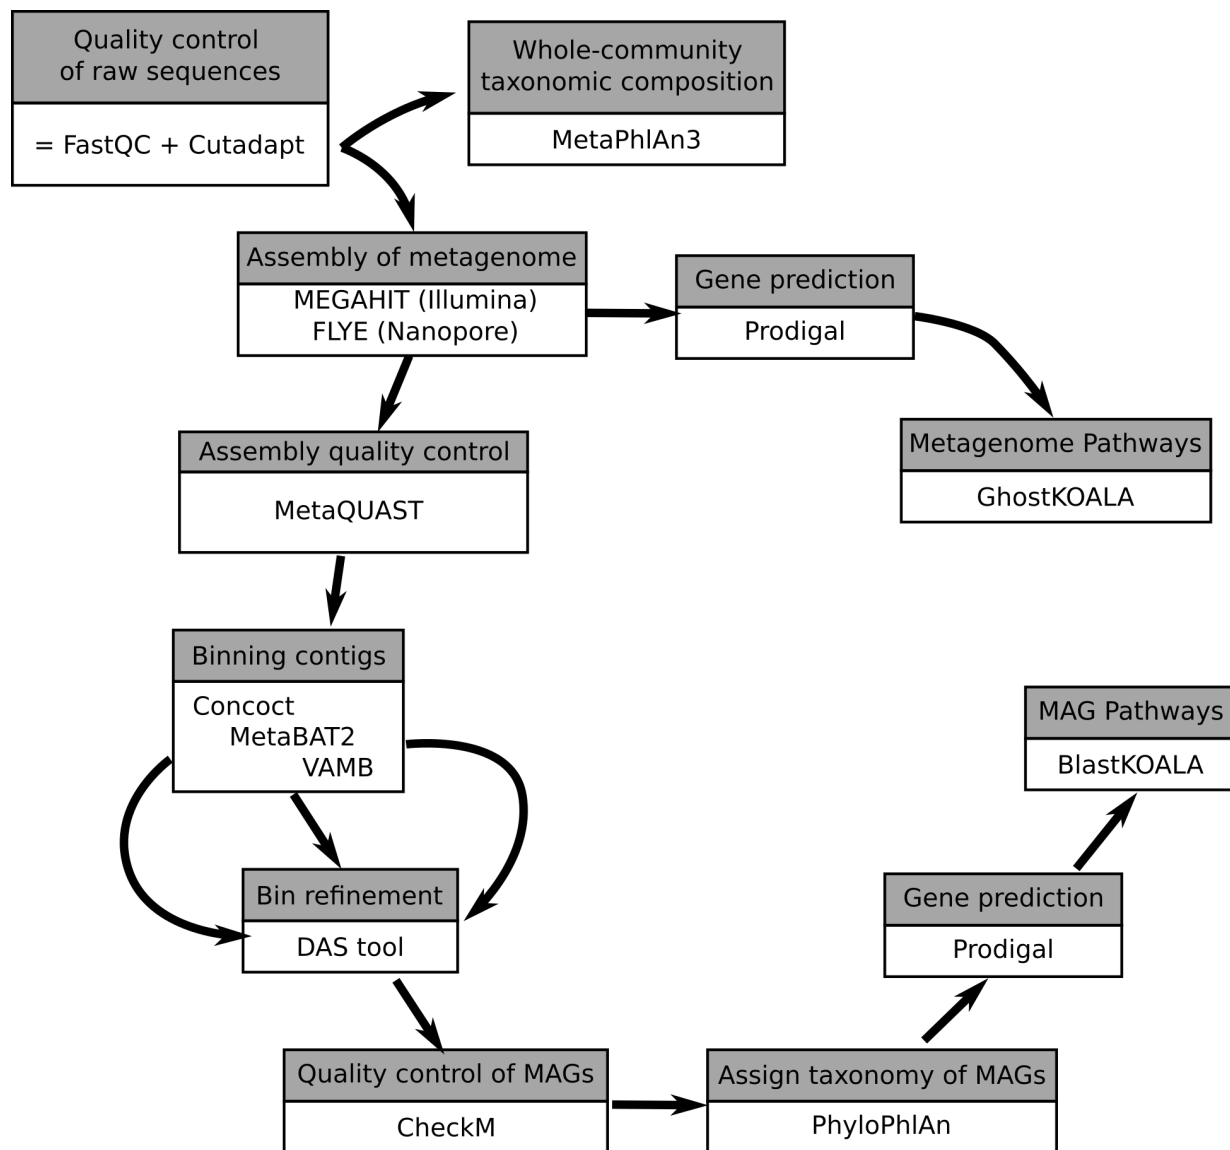 Quality control
of raw sequences
= FastQC + Cutadapt
Whole-community
taxonomic composition
MetaPhlAn3
Assembly of metagenome
MEGAHIT (Illumina)
FLYE (Nanopore)
Gene prediction
Prodigal
Metagenome Pathways
GhostKOALA
Assembly quality control
MetaQUAST
Binning contigs
Concoct
MetaBAT2
VAMB
Bin refinement
DAS tool
Quality control of MAGs
CheckM
Assign taxonomy of MAGs
PhyloPhlAn
Gene prediction
Prodigal
MAG Pathways
BlastKOALA